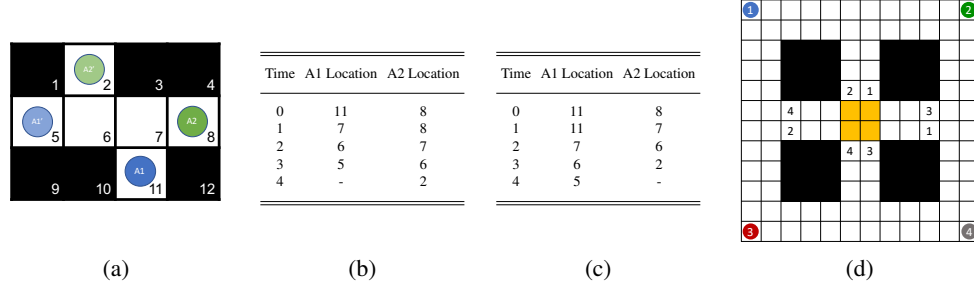 A2'
1 2 3 4
A1' A2
5 6 7 8
A1
9 10 11 12
(a)
Time A1 Location A2 Location
0 11 8
1 7 8
2 6 7
3 5 6
4 - 2
(b)
Time A1 Location A2 Location
0 11 8
1 11 7
2 7 6
3 6 2
4 5 -
(c)
1 2
2 1
4 3
2 1
4 3
3 4
(d)